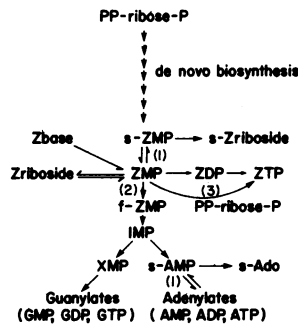 PP-ribose-P
de novo biosynthesis
Zbase s-ZMP s-Zriboside
(1)
Zriboside ZMP ZDP ZTP
(2) (3)
f-ZMP PP-ribose-P
IMP
XMP s-AMP s-Ado
(1)
Guanylates Adenylates
(GMP, GDP, GTP) (AMP, ADP, ATP)